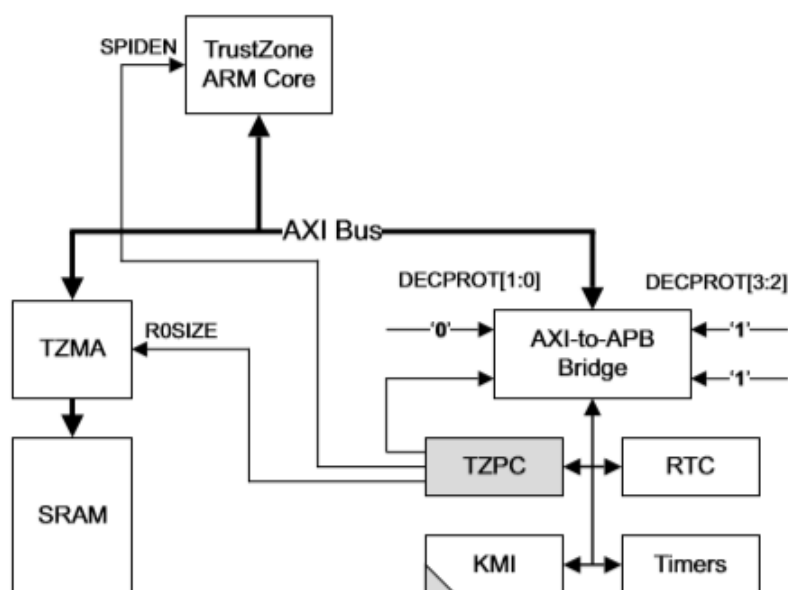 SPIDEN
TrustZone
ARM Core
AXI Bus
DECPROT[1:0]
DECPROT[3:2]
TZMA
R0SIZE
'0'
AXI-to-APB
Bridge
'1'
'1'
SRAM
TZPC
RTC
KMI
Timers